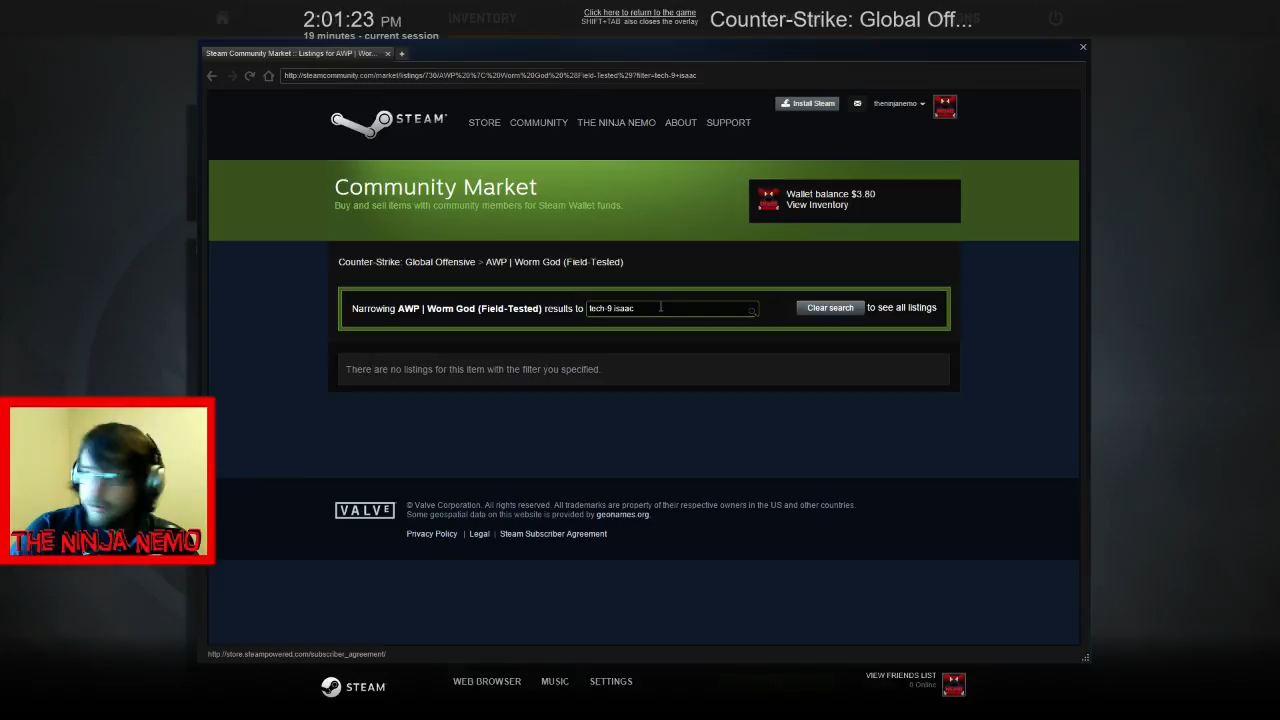 2:01:23 PM
19 minutes - current session
INVENTORY
Click here to return to the game
SHIFT+TAB also closes the overlay
Counter-Strike: Global Off...
Steam Community Market :: Listings for AWP | Wor...
http://steamcommunity.com/market/listings/730/AWP%20%7C%20Worm%20God%20%28Field-Tested%29?filter=tech-9+isaac
Install Steam
theninjanemo
STEAM
STORE COMMUNITY THE NINJA NEMO ABOUT SUPPORT
Community Market
Buy and sell items with community members for Steam Wallet funds.
Wallet balance $3.80
View Inventory
Counter-Strike: Global Offensive > AWP | Worm God (Field-Tested)
Narrowing AWP | Worm God (Field-Tested) results to tech-9 isaac Clear search to see all listings
There are no listings for this item with the filter you specified.
VALVE
© Valve Corporation. All rights reserved. All trademarks are property of their respective owners in the US and other countries.
Some geospatial data on this website is provided by geonames.org.
Privacy Policy | Legal | Steam Subscriber Agreement
THE NINJA NEMO
http://store.steampowered.com/subscriber_agreement/
STEAM
WEB BROWSER MUSIC SETTINGS
VIEW FRIENDS LIST
0 Online